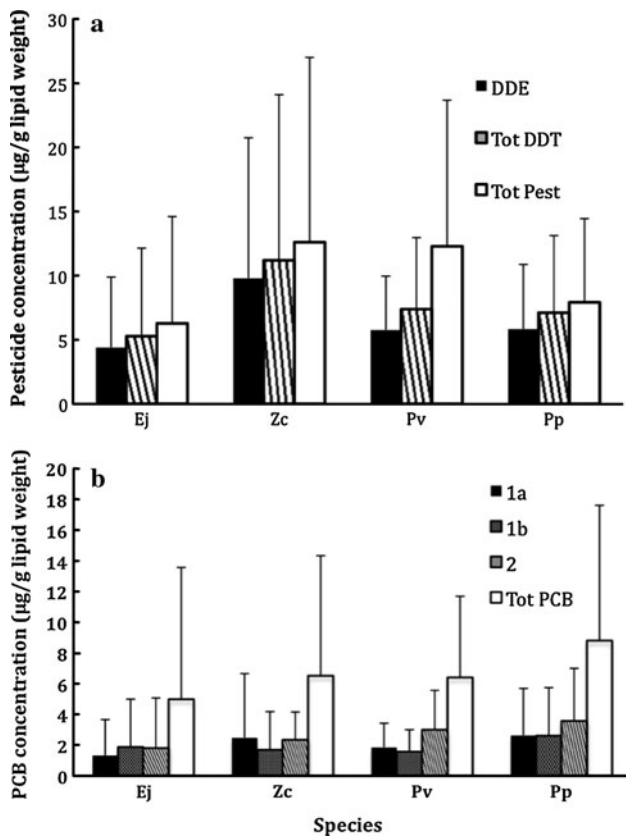 a
Pesticide concentration (µg/g lipid weight)
30
25
20
15
10
5
0
DDE
Tot DDT
Tot Pest
Ej Zc Pv Pp
b
PCB concentration (µg/g lipid weight)
20
18
16
14
12
10
8
6
4
2
0
1a
1b
2
Tot PCB
Ej Zc Pv Pp
Species